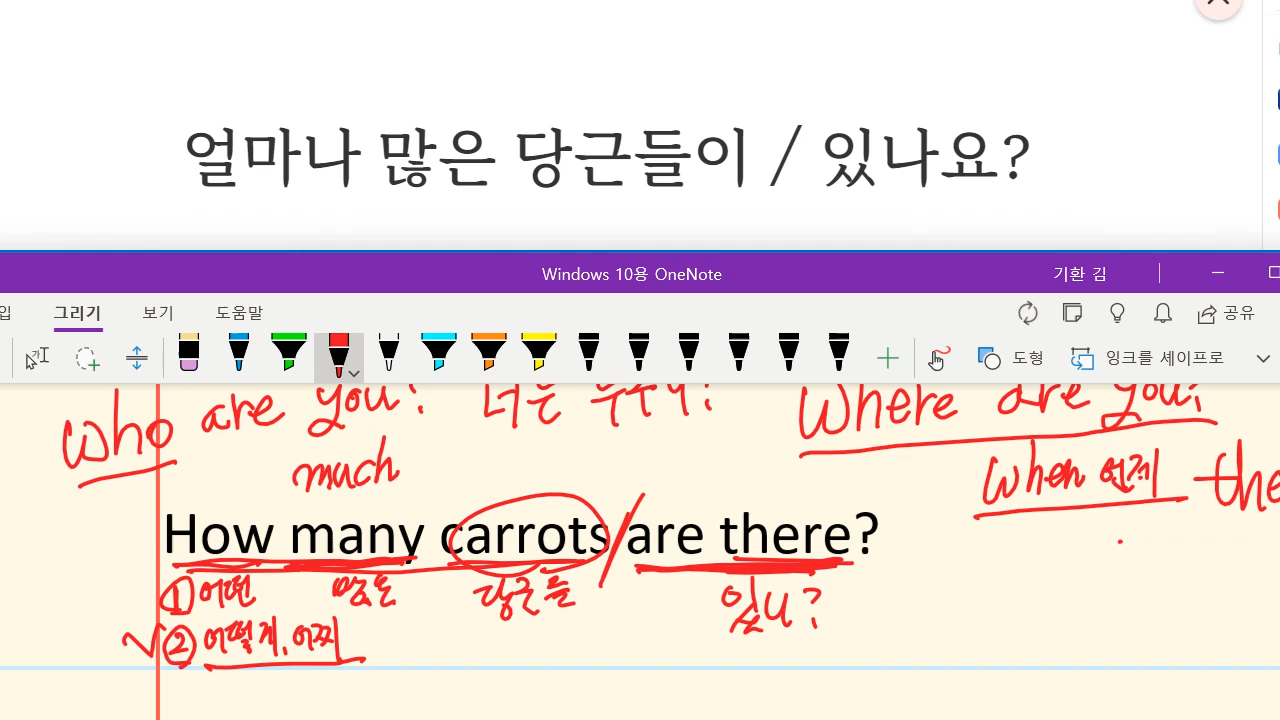 얼마나 많은 당근들이 / 있나요?
Windows 10용 OneNote
기환 김
입 그리기 보기 도움말
공유
도형 잉크를 셰이프로
who are you? 너는 누구니? Where are you?
much
when 언제 the
How many carrots / are there?
① 어떤 많은 당근들 있니?
② 어떻게, 어찌